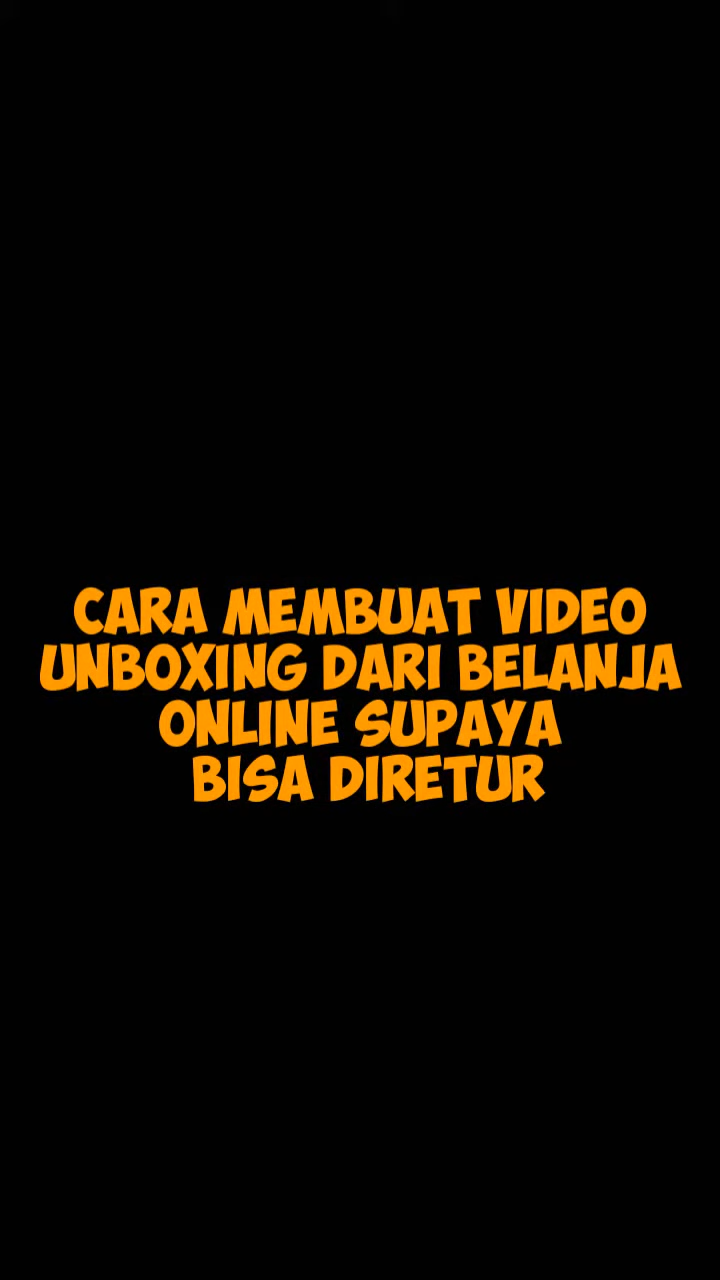 CARA MEMBUAT VIDEO
UNBOXING DARI BELANJA
ONLINE SUPAYA
BISA DIRETUR